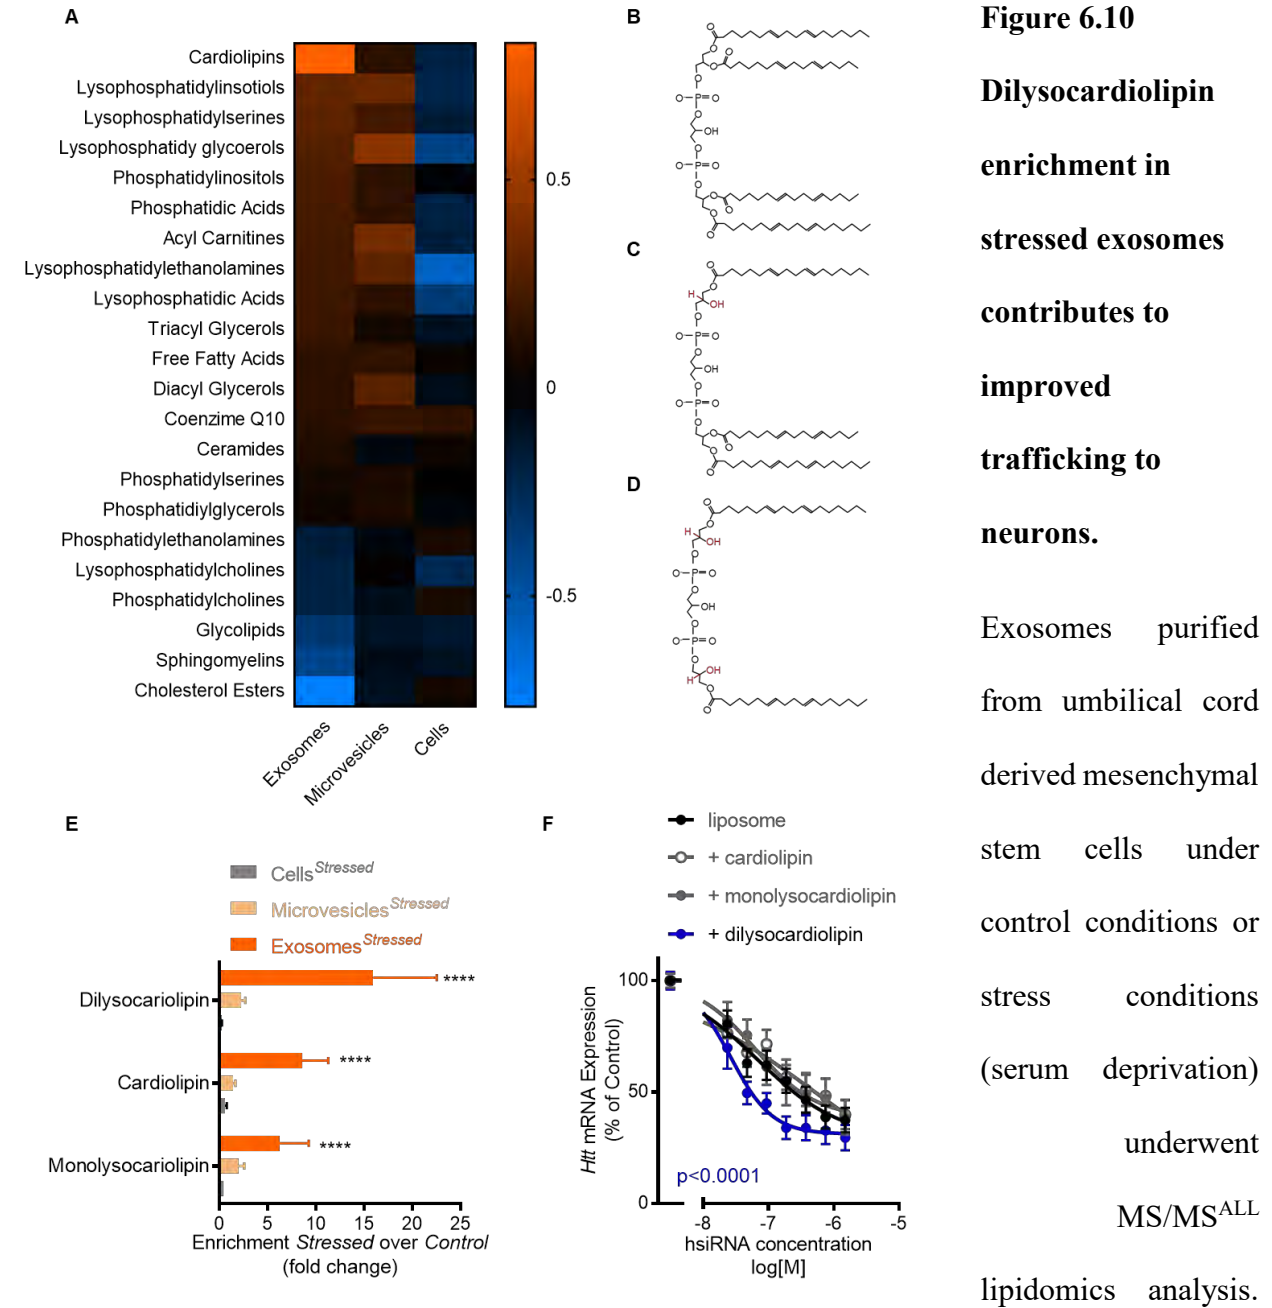 A
Cardiolipins
Lysophosphatidylinsotiols
Lysophosphatidylserines
Lysophosphatidy glycoerols
Phosphatidylinositols
Phosphatidic Acids
Acyl Carnitines
Lysophosphatidylethanolamines
Lysophosphatidic Acids
Triacyl Glycerols
Free Fatty Acids
Diacyl Glycerols
Coenzime Q10
Ceramides
Phosphatidylserines
Phosphatidiylglycerols
Phosphatidylethanolamines
Lysophosphatidylcholines
Phosphatidylcholines
Glycolipids
Sphingomyelins
Cholesterol Esters
Exosomes
Microvesicles
Cells
0.5
0
-0.5
B
O
O
O
O
O
O P O
O
OH
O
O P O
O
O
O
O
O
C
O
O
H
OH
O
O P O
O
OH
O
O P O
O
O
O
O
O
D
O
O
H
OH
O
O P O
O
OH
O
O P O
O
OH
H
O
O
E
Cells Stressed
Microvesicles Stressed
Exosomes Stressed
Dilysocariolipin
****
Cardiolipin
****
Monolysocariolipin
****
0 5 10 15 20 25
Enrichment Stressed over Control
(fold change)
F
liposome
+ cardiolipin
+ monolysocardiolipin
+ dilysocardiolipin
Htt mRNA Expression
(% of Control)
100
50
0
p<0.0001
-8 -7 -6 -5
hsiRNA concentration
log[M]
Figure 6.10
Dilysocardiolipin
enrichment in
stressed exosomes
contributes to
improved
trafficking to
neurons.
Exosomes purified
from umbilical cord
derived mesenchymal
stem cells under
control conditions or
stress conditions
(serum deprivation)
underwent
MS/MS^ALL
lipidomics analysis.